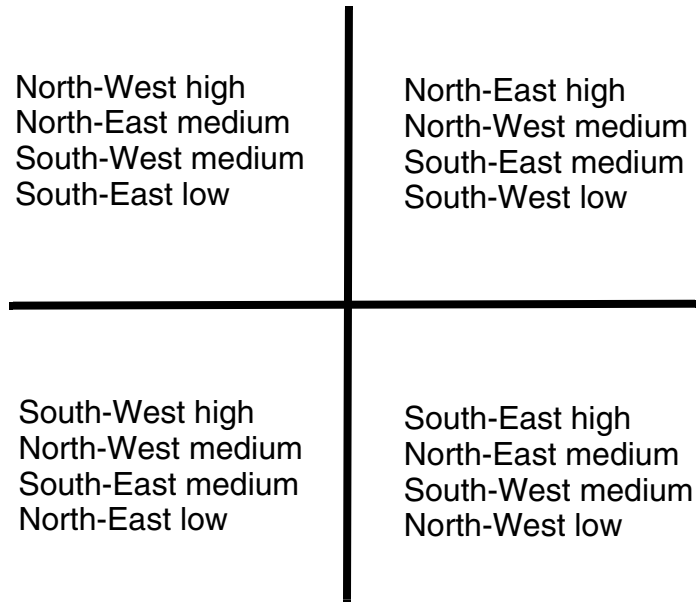 North-West high
North-East medium
South-West medium
South-East low
North-East high
North-West medium
South-East medium
South-West low
South-West high
North-West medium
South-East medium
North-East low
South-East high
North-East medium
South-West medium
North-West low